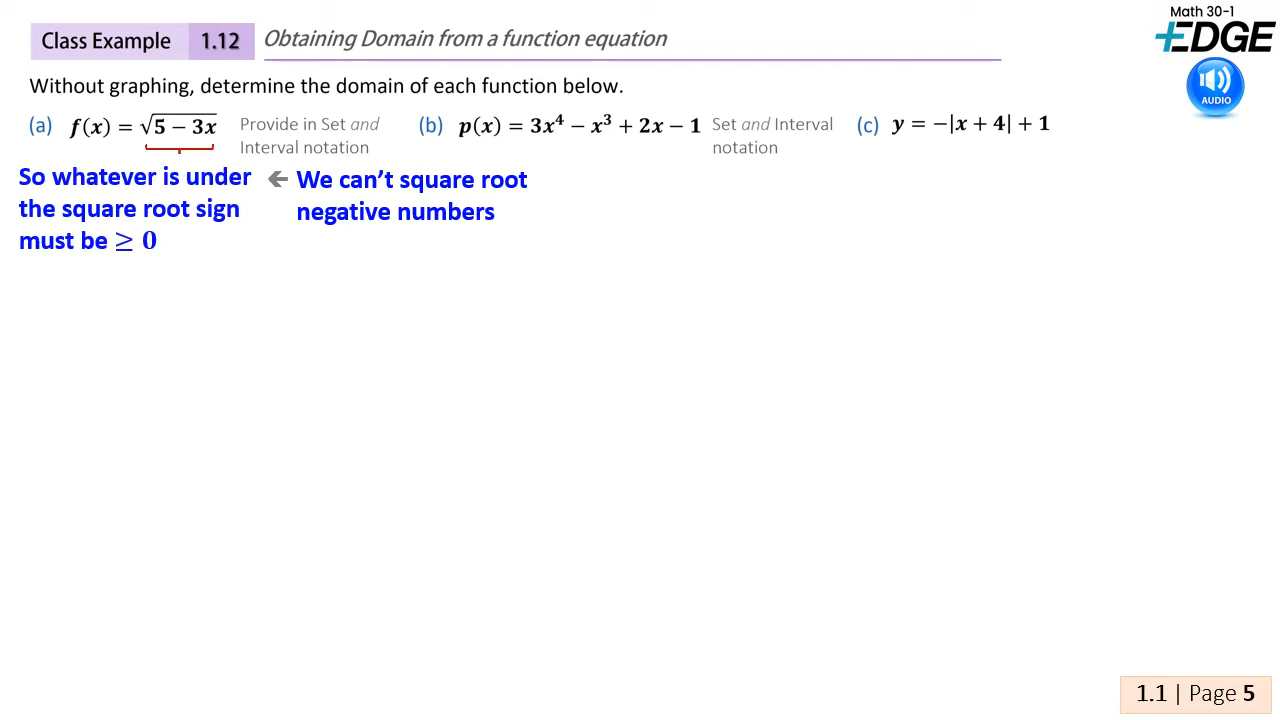 Math 30-1
EDGE
AUDIO
Class Example 1.12 Obtaining Domain from a function equation
Without graphing, determine the domain of each function below.
(a) f(x) = √(5 − 3x) Provide in Set and Interval notation
(b) p(x) = 3x⁴ − x³ + 2x − 1 Set and Interval notation
(c) y = −|x + 4| + 1
So whatever is under
the square root sign
must be ≥ 0
← We can’t square root
negative numbers
1.1 | Page 5